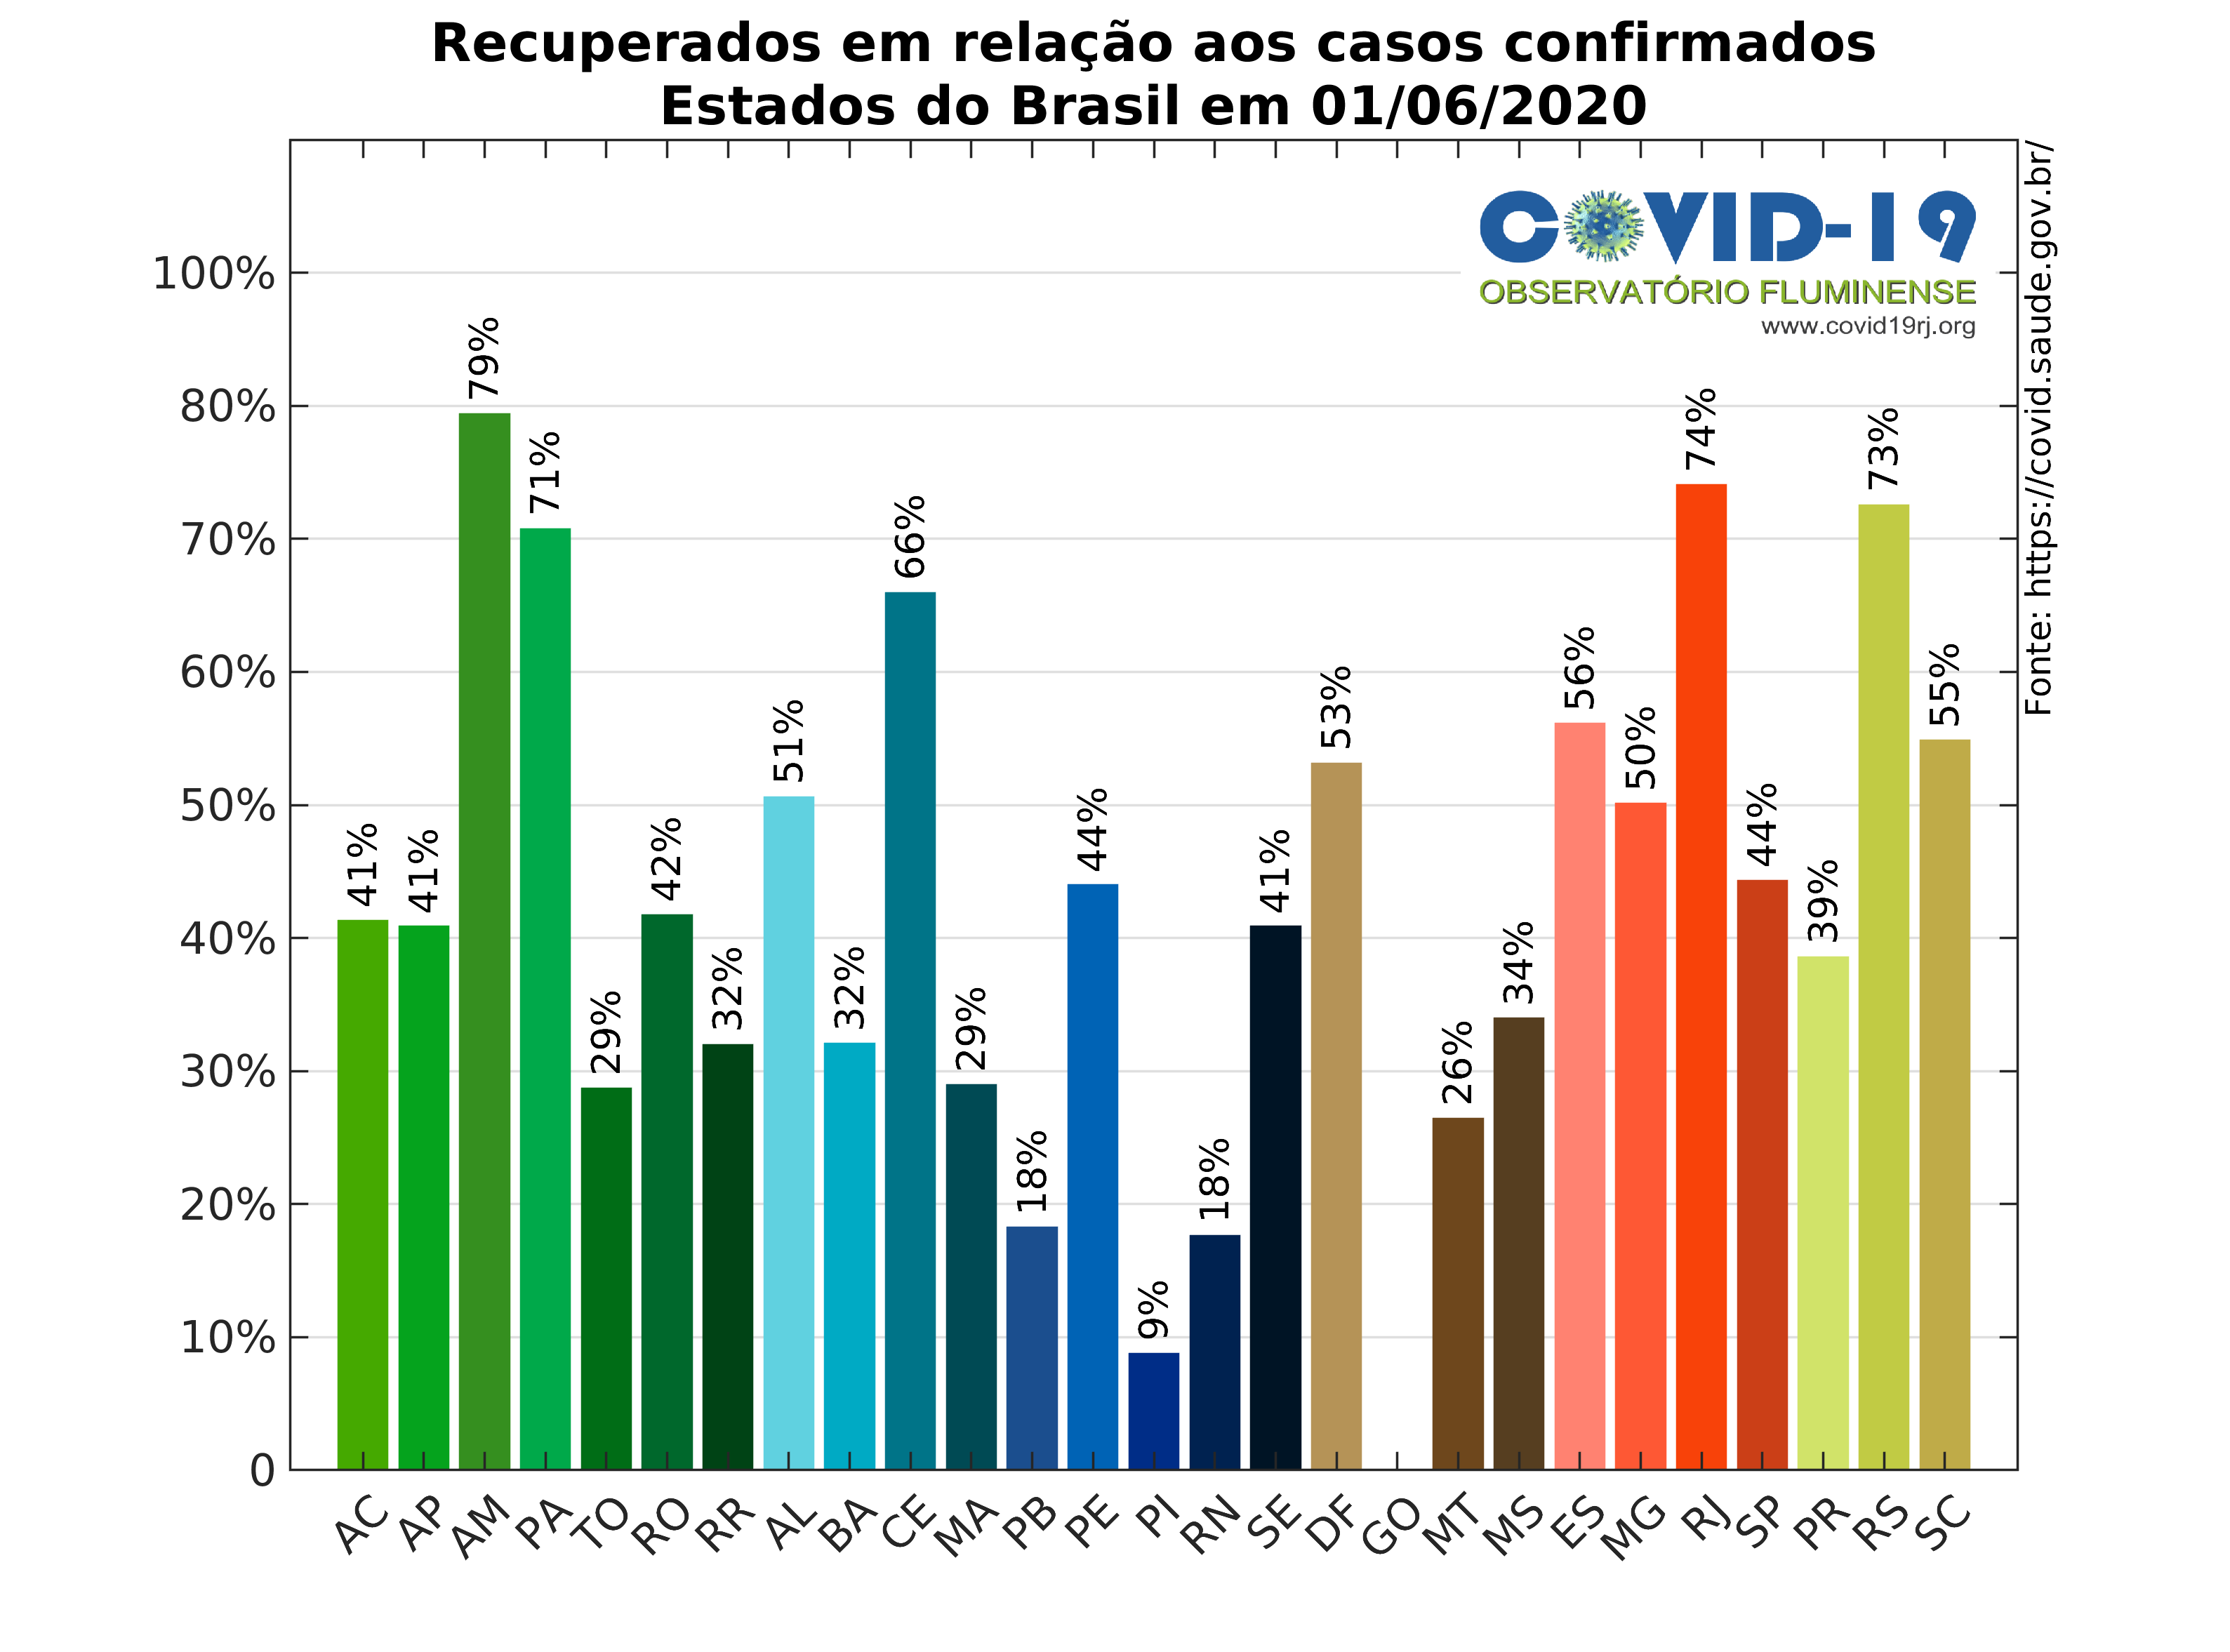 Recuperados em relação aos casos confirmados
Estados do Brasil em 01/06/2020
COVID-19
OBSERVATÓRIO FLUMINENSE
www.covid19rj.org
Fonte: https://covid.saude.gov.br/
100%
80%
70%
60%
50%
40%
30%
20%
10%
0
41%
41%
79%
71%
29%
42%
32%
51%
32%
66%
29%
18%
44%
9%
18%
41%
53%
26%
34%
56%
50%
74%
44%
39%
73%
55%
AC
AP
AM
PA
TO
RO
RR
AL
BA
CE
MA
PB
PE
PI
RN
SE
DF
GO
MT
MS
ES
MG
RJ
SP
PR
RS
SC